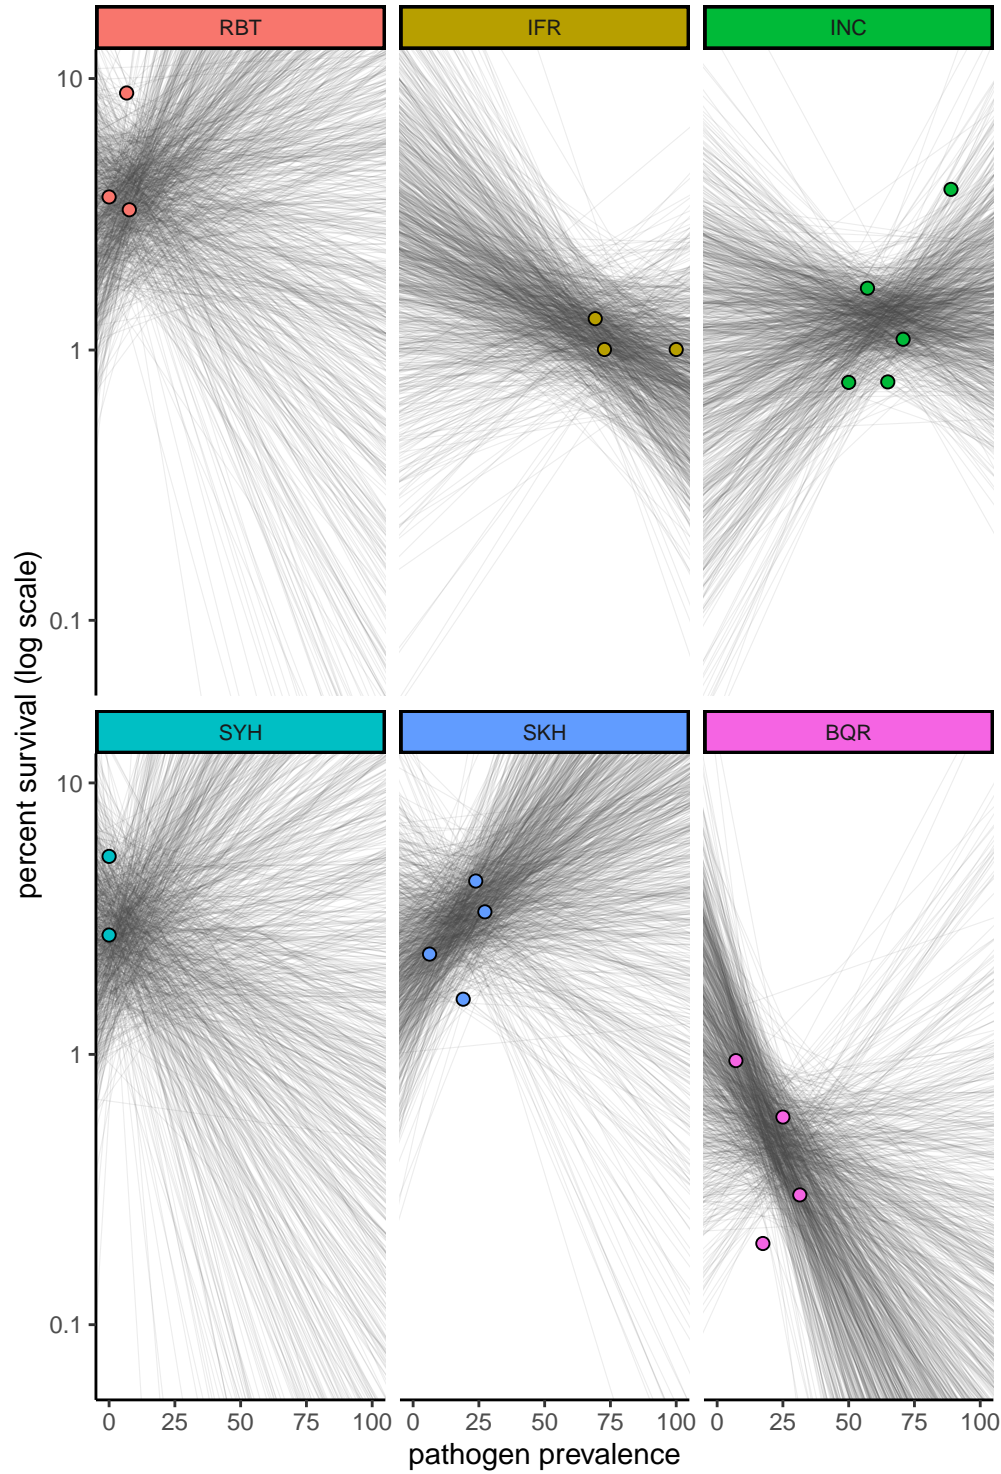 RBT IFR INC
10
1
0.1
percent survival (log scale)
SYH SKH BQR
10
1
0.1
0 25 50 75 100 0 25 50 75 100 0 25 50 75 100
pathogen prevalence